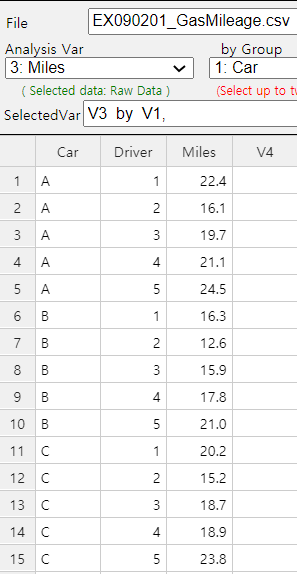 File EX090201_GasMileage.csv
Analysis Var by Group
3: Miles 1: Car
( Selected data: Raw Data ) (Select up to tw
SelectedVar V3 by V1,
Car Driver Miles V4
1 A 1 22.4
2 A 2 16.1
3 A 3 19.7
4 A 4 21.1
5 A 5 24.5
6 B 1 16.3
7 B 2 12.6
8 B 3 15.9
9 B 4 17.8
10 B 5 21.0
11 C 1 20.2
12 C 2 15.2
13 C 3 18.7
14 C 4 18.9
15 C 5 23.8